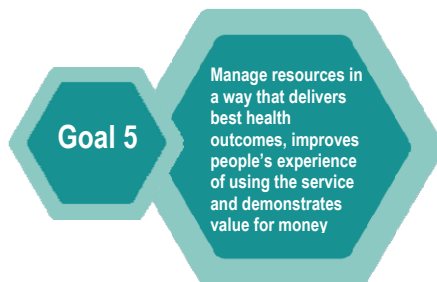 Goal 5
Manage resources in
a way that delivers
best health
outcomes, improves
people’s experience
of using the service
and demonstrates
value for money